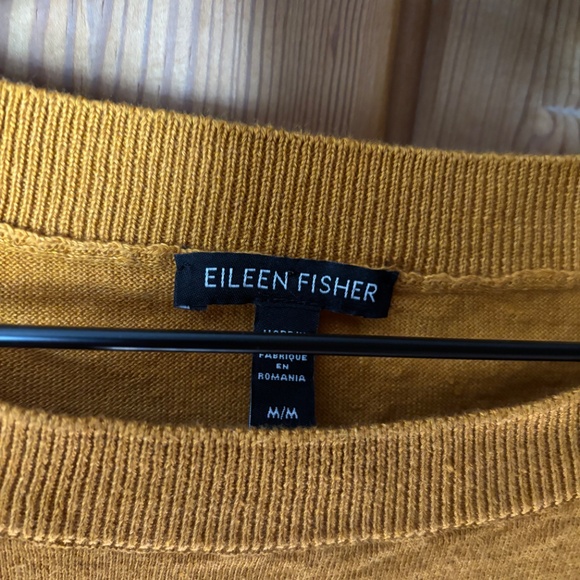 EILEEN FISHER
FABRIQUE
EN
ROMANIA
M/M